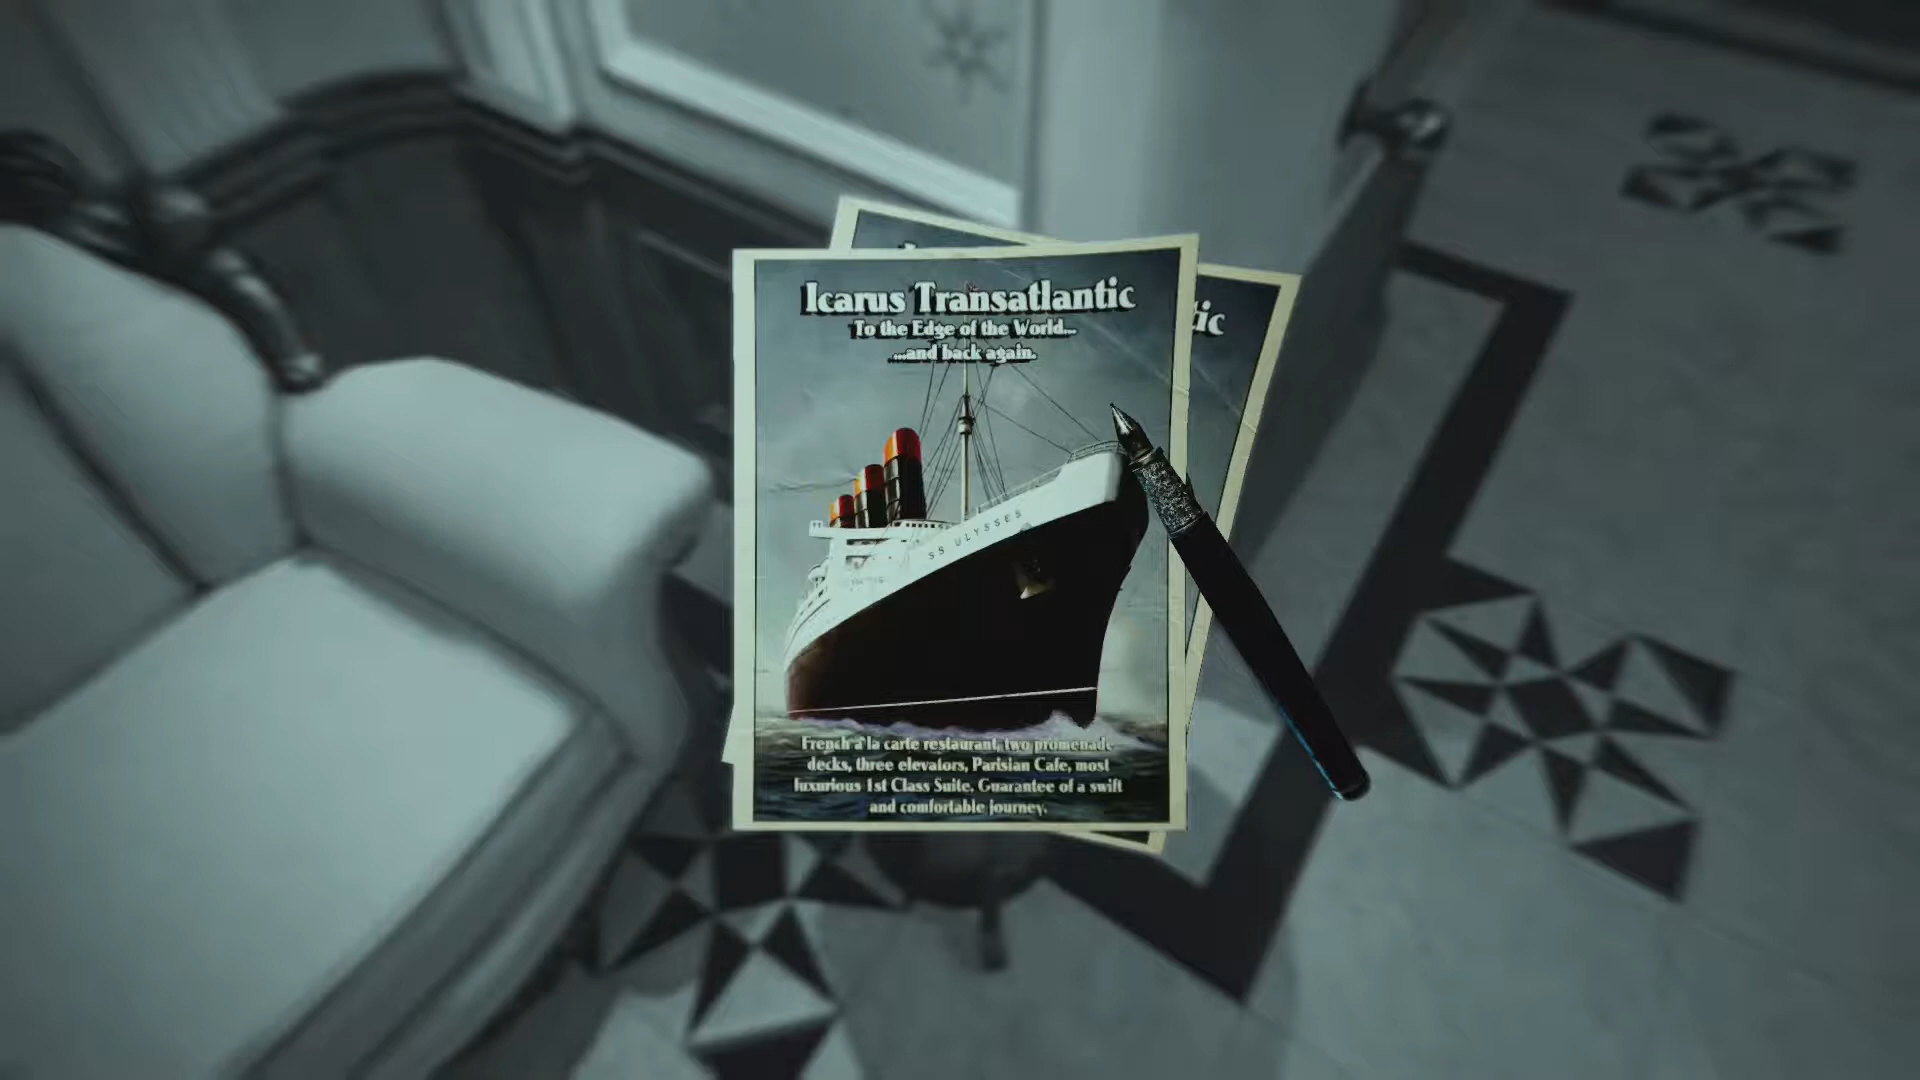 Icarus Transatlantic
To the Edge of the World...
...and back again.
tic
SS ULYSSES
French a la carte restaurant, two promenade
decks, three elevators, Parisian Cafe, most
luxurious 1st Class Suite. Guarantee of a swift
and comfortable journey.